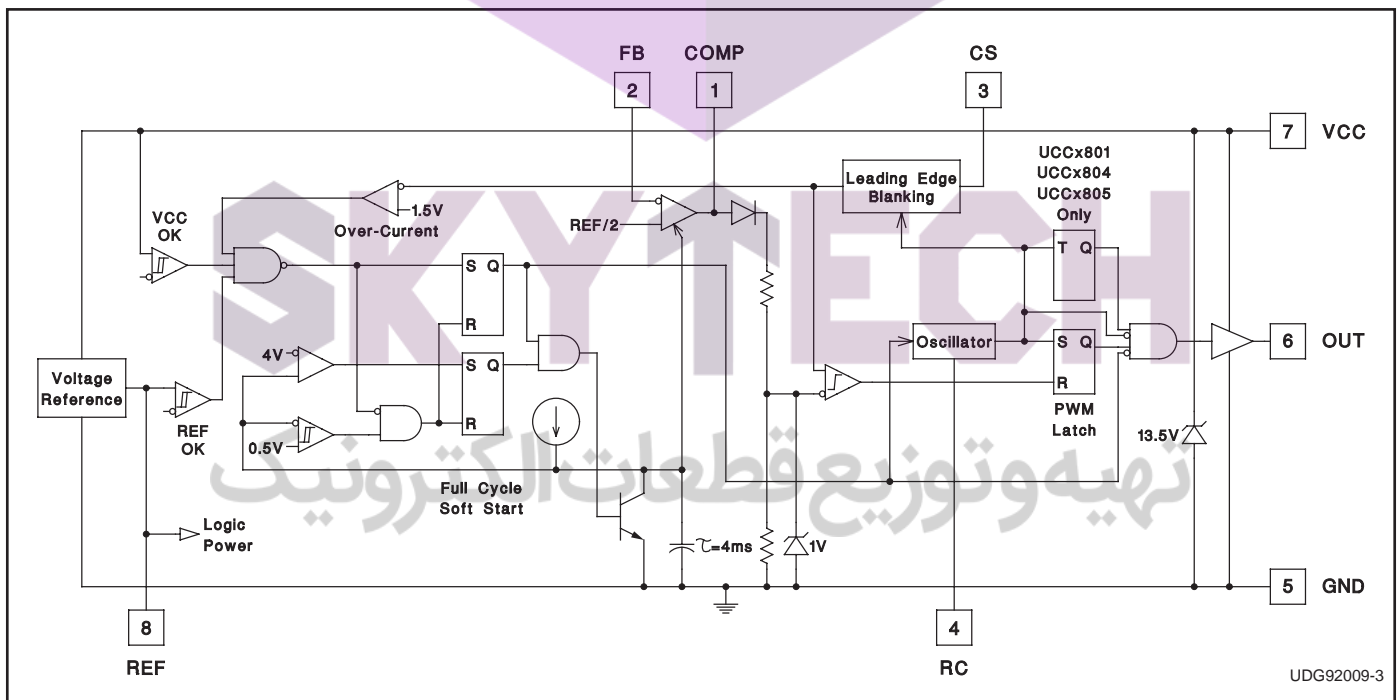 FB
COMP
CS
2
1
3
7
VCC
UCCx801
UCCx804
UCCx805
Only
Leading Edge
Blanking
1.5V
Over-Current
VCC
OK
REF/2
T Q
S Q
R
Oscillator
S Q
R
6
OUT
4V
S Q
R
Voltage
Reference
REF
OK
0.5V
PWM
Latch
13.5V
SKYTECH
تهیه و توزیع قطعات الکترونیک
Full Cycle
Soft Start
Logic
Power
τ=4ms
1V
5
GND
8
4
REF
RC
UDG92009-3